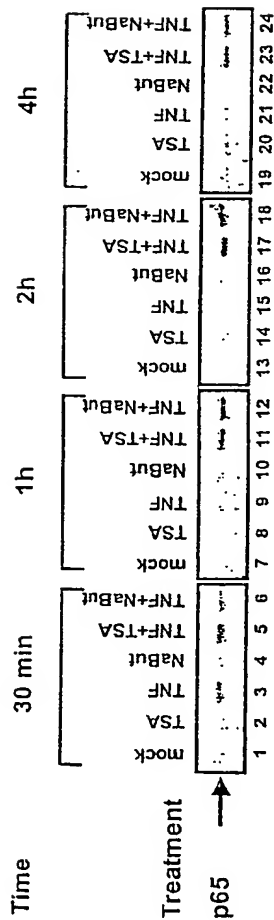 Time 30 min 1h 2h 4h
Treatment mock TSA TNF NaBut TNF+TSA TNF+NaBut mock TSA TNF NaBut TNF+TSA TNF+NaBut mock TSA TNF NaBut TNF+TSA TNF+NaBut mock TSA TNF NaBut TNF+TSA TNF+NaBut
p65
1 2 3 4 5 6 7 8 9 10 11 12 13 14 15 16 17 18 19 20 21 22 23 24